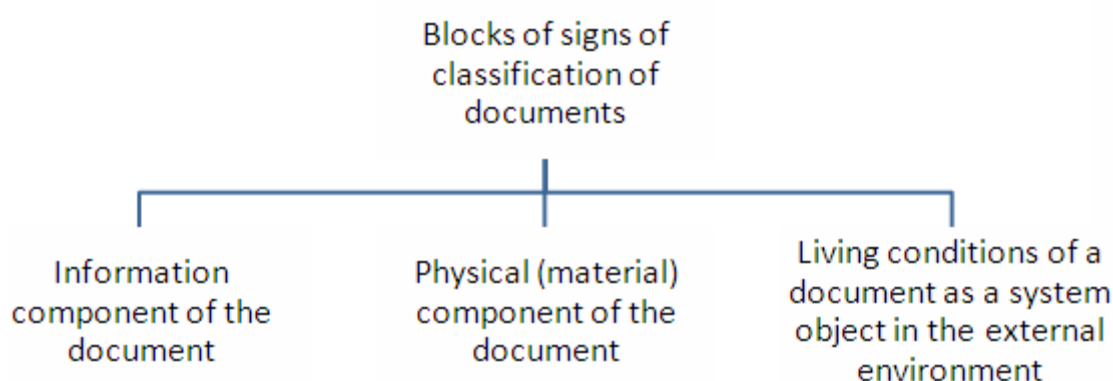 Blocks of signs of
classification of
documents
Information
component of the
document
Physical (material)
component of the
document
Living conditions of a
document as a system
object in the external
environment